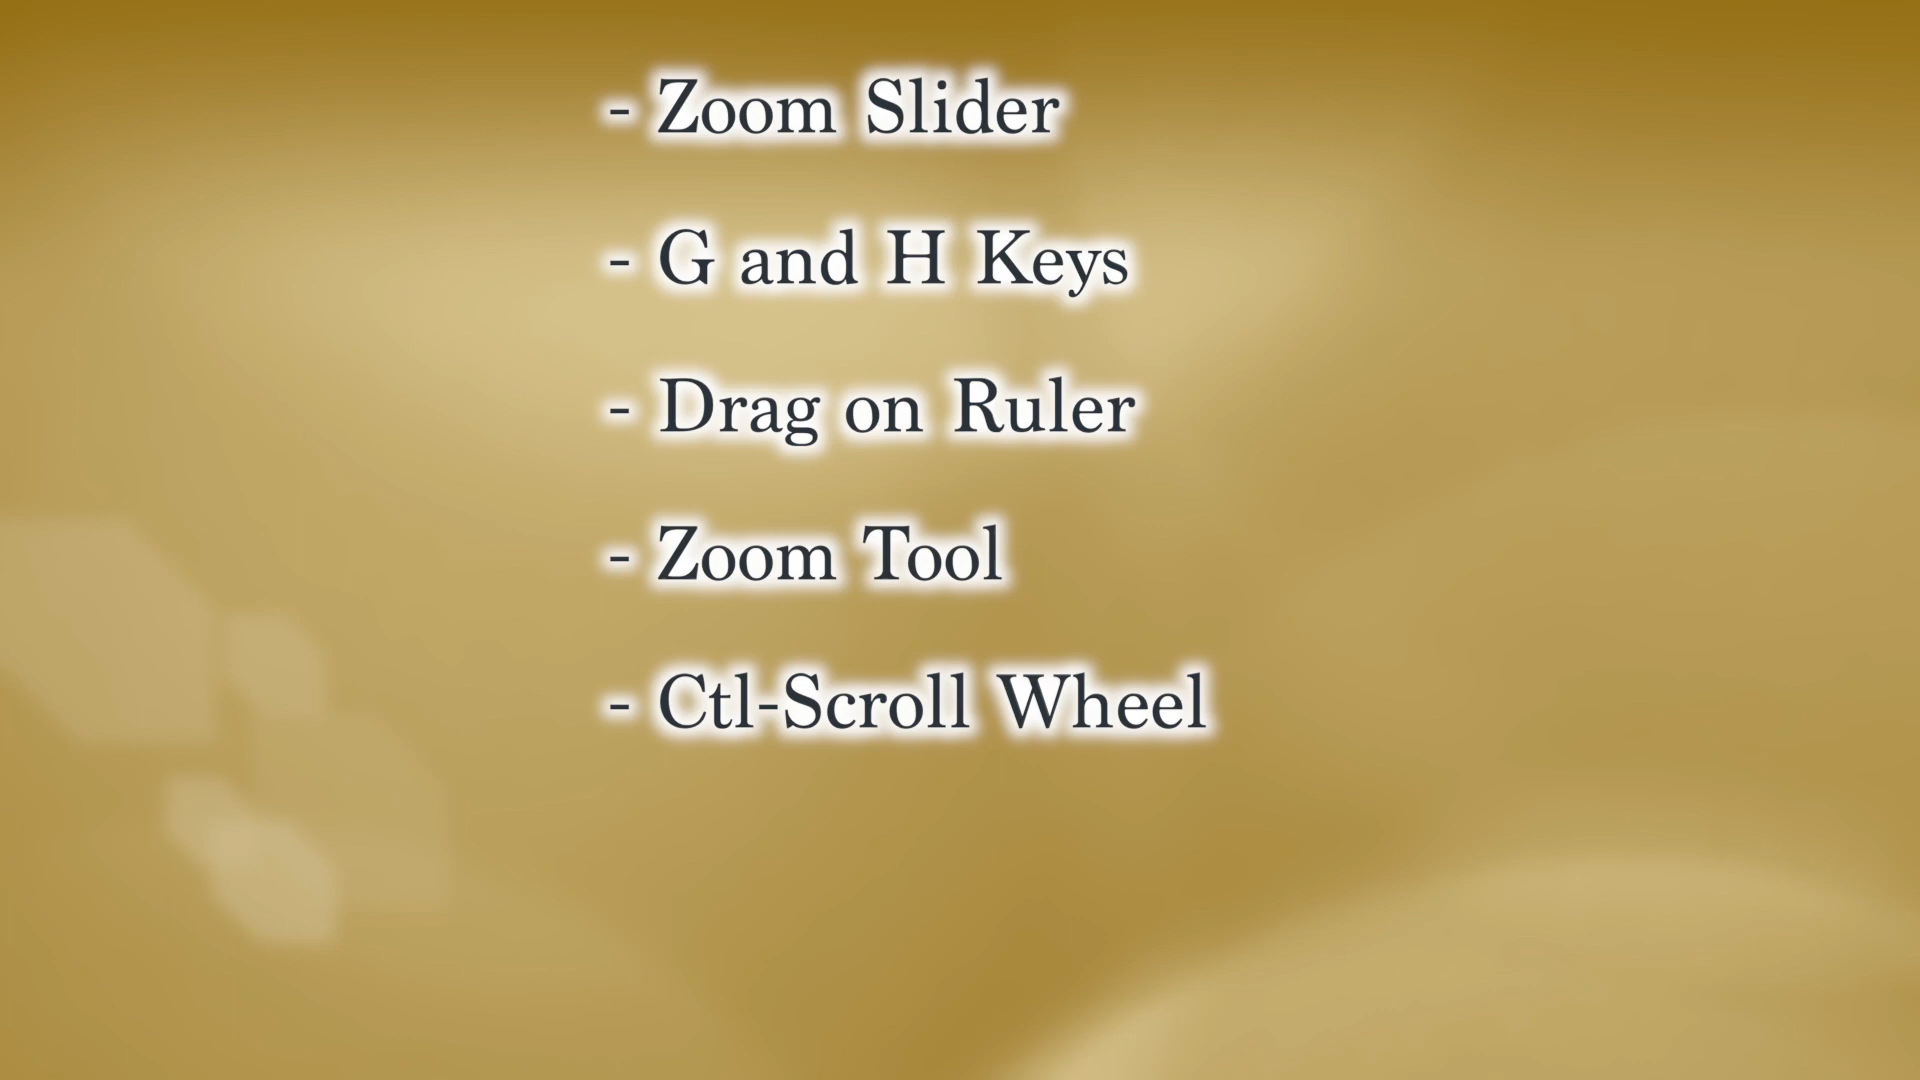 - Zoom Slider
- G and H Keys
- Drag on Ruler
- Zoom Tool
- Ctl-Scroll Wheel